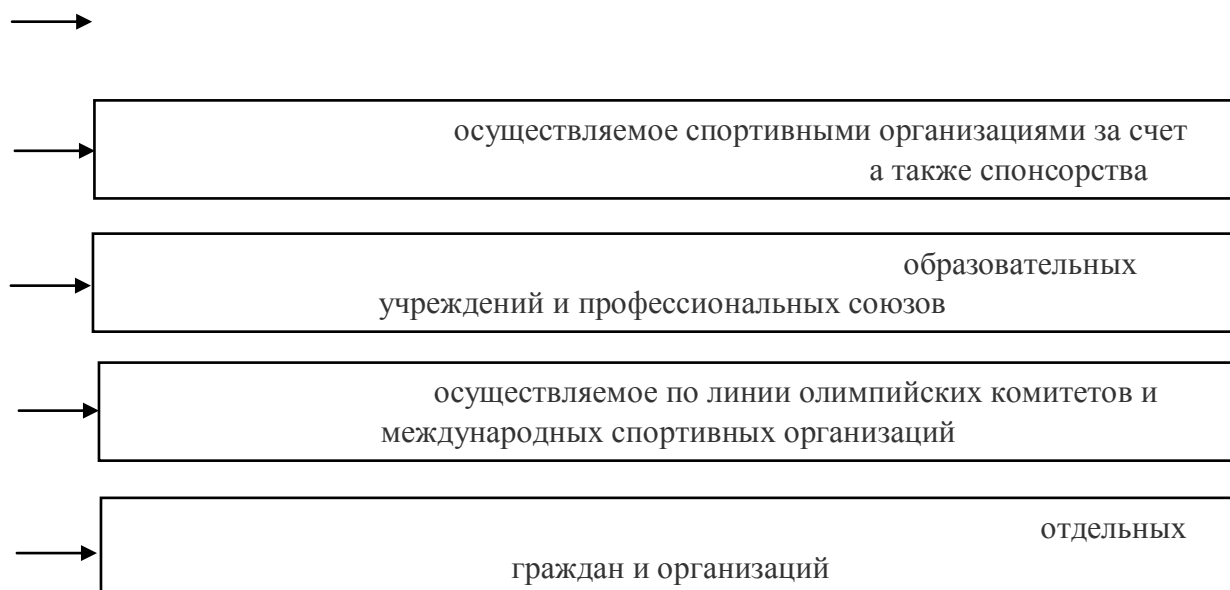 осуществляемое спортивными организациями за счет
а также спонсорства
образовательных
учреждений и профессиональных союзов
осуществляемое по линии олимпийских комитетов и
международных спортивных организаций
отдельных
граждан и организаций